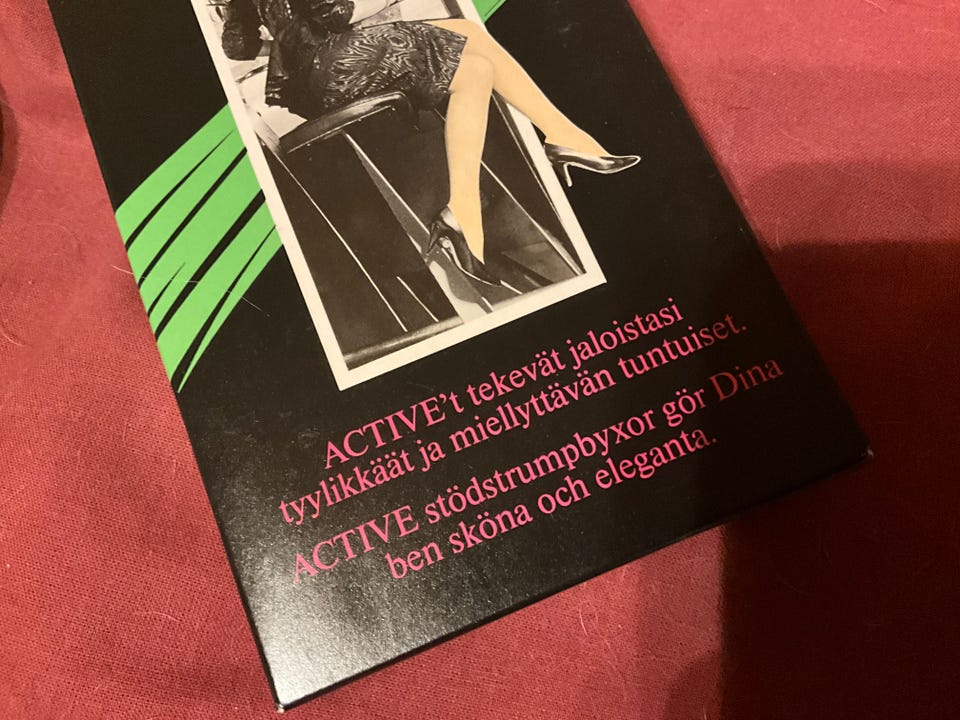 ACTIVE't tekevät jaloistasi
tyylikkäät ja miellyttävän tuntuiset.
ACTIVE stödstrumpbyxor gör Dina
ben sköna och eleganta.